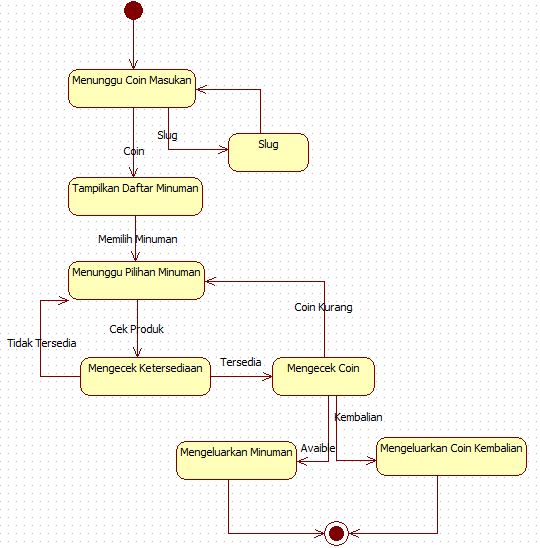 Menunggu Coin Masukan
Slug
Slug
Coin
Tampilkan Daftar Minuman
Memilih Minuman
Menunggu Pilihan Minuman
Coin Kurang
Cek Produk
Tidak Tersedia
Tersedia
Mengecek Ketersediaan
Mengecek Coin
Kembalian
Avaible
Mengeluarkan Minuman
Mengeluarkan Coin Kembalian